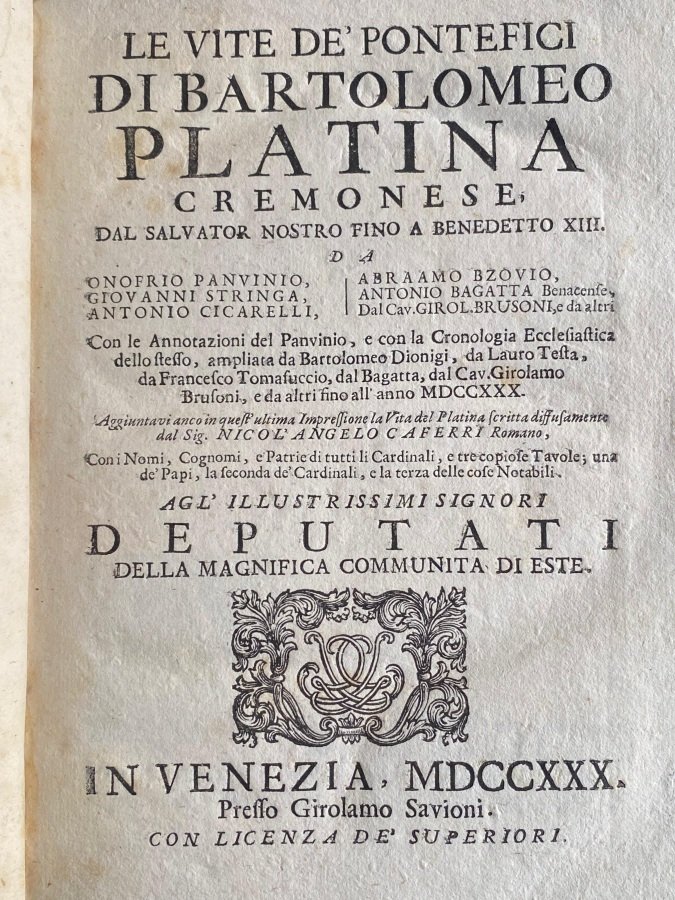 LE VITE DE' PONTEFICI
DI BARTOLOMEO
PLATINA
CREMONESE,
DAL SALVATOR NOSTRO FINO A BENEDETTO XIII.
DA
ONOFRIO PANVINIO,
GIOVANNI STRINGA,
ANTONIO CICARELLI,
ABRAAMO BZOVIO,
ANTONIO BAGATTA Benacense,
Dal Cav. GIROL. BRUSONI, e da altri
Con le Annotazioni del Panvinio, e con la Cronologia Ecclesiastica
dello stesso, ampliata da Bartolomeo Dionigi, da Lauro Testa,
da Francesco Tomasuccio, dal Bagatta, dal Cav. Girolamo
Brusoni, e da altri fino all' anno MDCCXXX.
Aggiuntavi anco in quest' ultima Impressione la Vita del Platina scritta diffusamente
dal Sig. NICOL' ANGELO CAFERRI Romano,
Con i Nomi, Cognomi, e Patrie di tutti li Cardinali, e tre copiose Tavole; una
de' Papi, la seconda de' Cardinali, e la terza delle cose Notabili.
AGL' ILLUSTRISSIMI SIGNORI
DEPUTATI
DELLA MAGNIFICA COMMUNITA DI ESTE.
IN VENEZIA, MDCCXXX.
Presso Girolamo Savioni.
CON LICENZA DE' SUPERIORI.